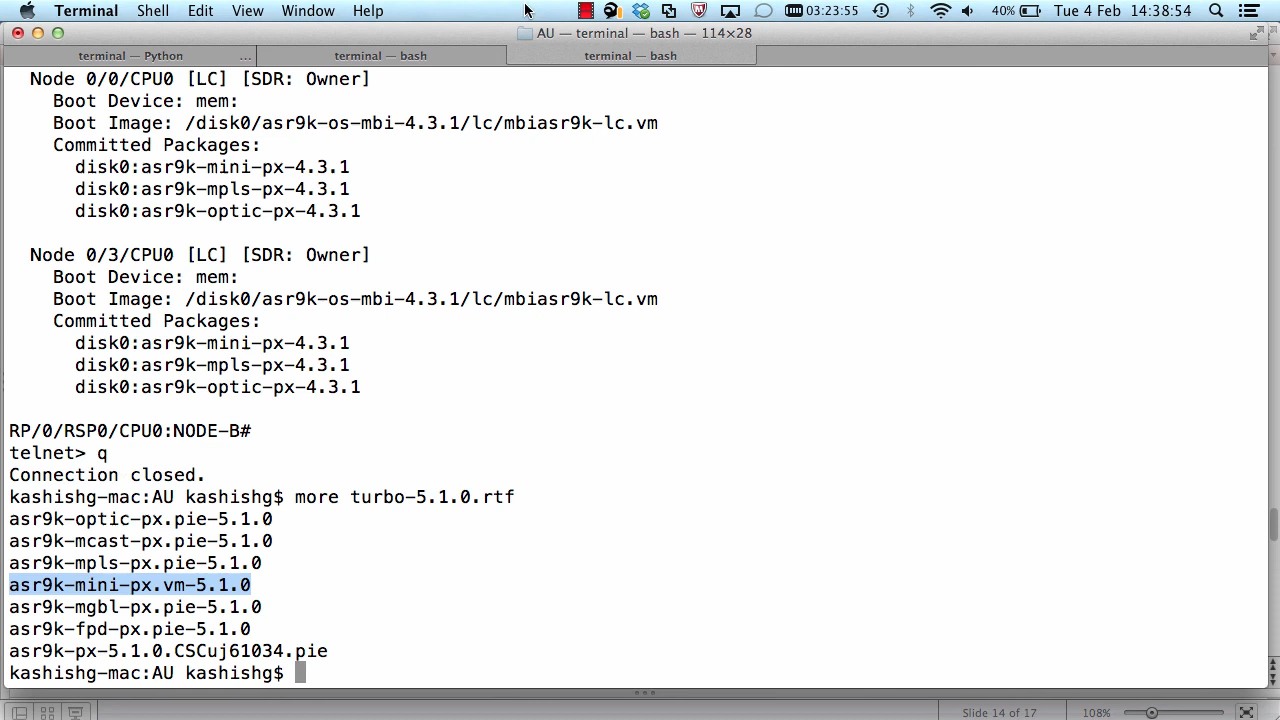 Terminal Shell Edit View Window Help 03:23:55 40% Tue 4 Feb 14:38:54
AU — terminal — bash — 114×28
terminal — Python ... terminal — bash terminal — bash
Node 0/0/CPU0 [LC] [SDR: Owner]
Boot Device: mem:
Boot Image: /disk0/asr9k-os-mbi-4.3.1/lc/mbiasr9k-lc.vm
Committed Packages:
disk0:asr9k-mini-px-4.3.1
disk0:asr9k-mpls-px-4.3.1
disk0:asr9k-optic-px-4.3.1
Node 0/3/CPU0 [LC] [SDR: Owner]
Boot Device: mem:
Boot Image: /disk0/asr9k-os-mbi-4.3.1/lc/mbiasr9k-lc.vm
Committed Packages:
disk0:asr9k-mini-px-4.3.1
disk0:asr9k-mpls-px-4.3.1
disk0:asr9k-optic-px-4.3.1
RP/0/RSP0/CPU0:NODE-B#
telnet> q
Connection closed.
kashishg-mac:AU kashishg$ more turbo-5.1.0.rtf
asr9k-optic-px.pie-5.1.0
asr9k-mcast-px.pie-5.1.0
asr9k-mpls-px.pie-5.1.0
asr9k-mini-px.vm-5.1.0
asr9k-mgbl-px.pie-5.1.0
asr9k-fpd-px.pie-5.1.0
asr9k-px-5.1.0.CSCuj61034.pie
kashishg-mac:AU kashishg$
Slide 14 of 17 108%